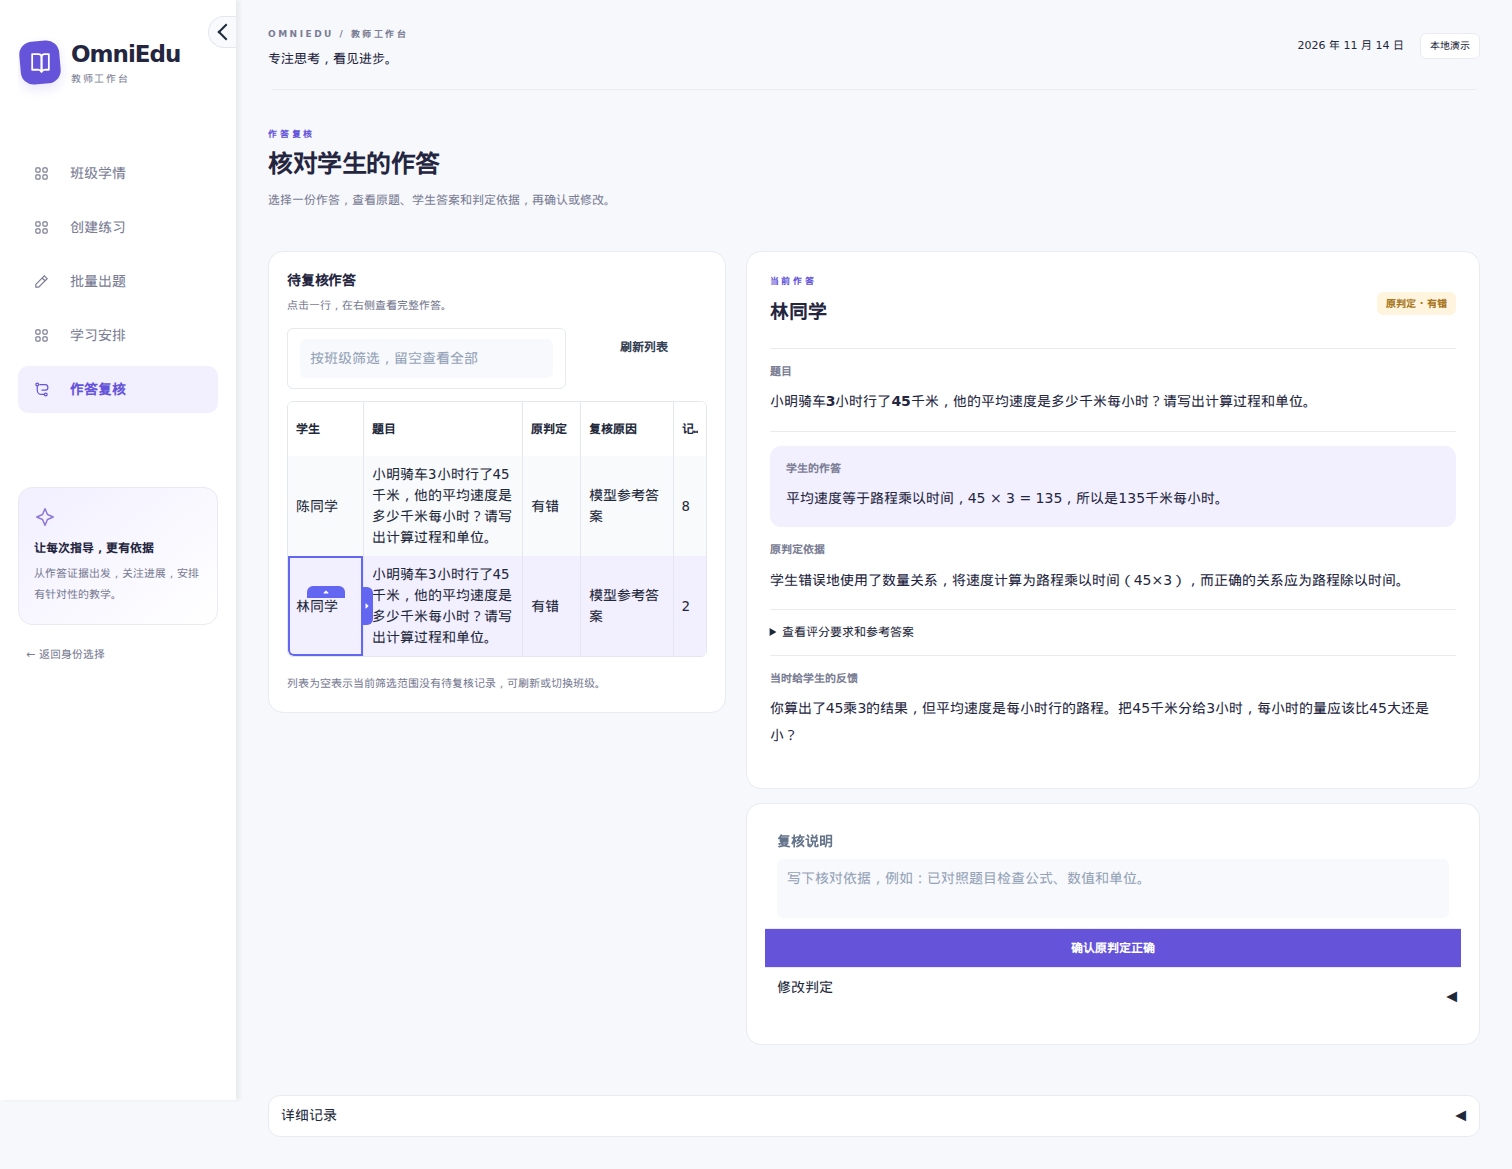 OmniEdu
教师工作台
班级学情
创建练习
批量出题
学习安排
作答复核
让每次指导，更有依据
从作答证据出发，关注进展，安排
有针对性的教学。
← 返回身份选择
OMNIEDU / 教师工作台
专注思考，看见进步。
2026 年 11 月 14 日
本地演示
作答复核
核对学生的作答
选择一份作答，查看原题、学生答案和判定依据，再确认或修改。
待复核作答
点击一行，在右侧查看完整作答。
按班级筛选，留空查看全部
刷新列表
学生 题目 原判定 复核原因 记..
陈同学 小明骑车3小时行了45千米，他的平均速度是多少千米每小时？请写出计算过程和单位。 有错 模型参考答案 8
林同学 小明骑车3小时行了45千米，他的平均速度是多少千米每小时？请写出计算过程和单位。 有错 模型参考答案 2
列表为空表示当前筛选范围没有待复核记录，可刷新或切换班级。
当前作答
林同学
原判定 · 有错
题目
小明骑车3小时行了45千米，他的平均速度是多少千米每小时？请写出计算过程和单位。
学生的作答
平均速度等于路程乘以时间，45 × 3 = 135，所以是135千米每小时。
原判定依据
学生错误地使用了数量关系，将速度计算为路程乘以时间（45×3），而正确的关系应为路程除以时间。
查看评分要求和参考答案
当时给学生的反馈
你算出了45乘3的结果，但平均速度是每小时行的路程。把45千米分给3小时，每小时的量应该比45大还是
小？
复核说明
写下核对依据，例如：已对照题目检查公式、数值和单位。
确认原判定正确
修改判定
详细记录